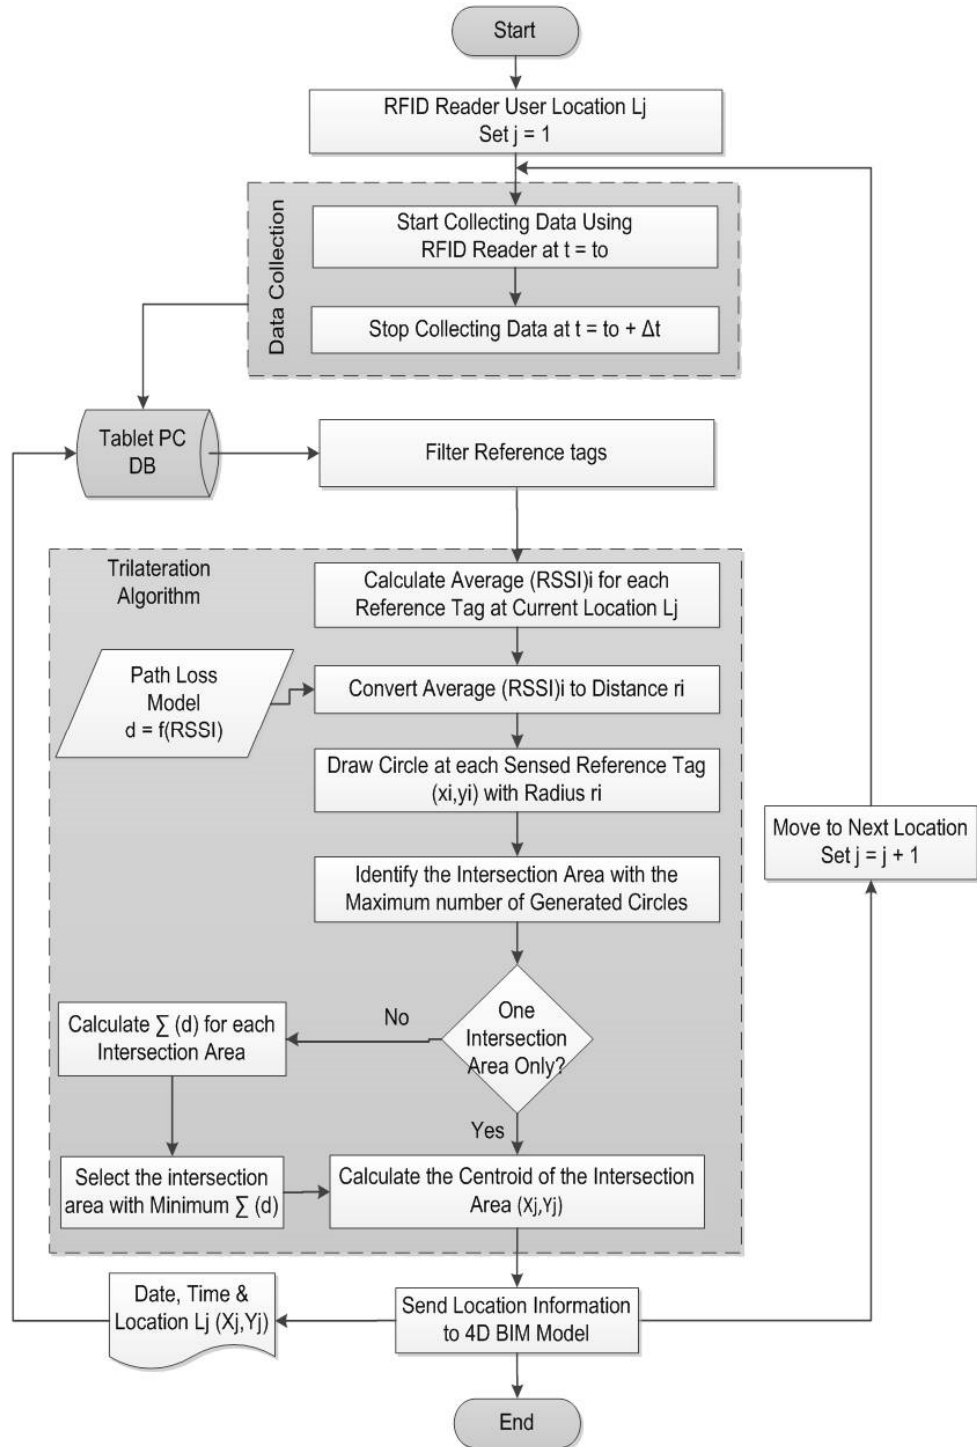 Start
RFID Reader User Location Lj
Set j = 1
Data Collection
Start Collecting Data Using
RFID Reader at t = to
Stop Collecting Data at t = to + Δt
Tablet PC
DB
Filter Reference tags
Trilateration
Algorithm
Calculate Average (RSSI)i for each
Reference Tag at Current Location Lj
Path Loss
Model
d = f(RSSI)
Convert Average (RSSI)i to Distance ri
Draw Circle at each Sensed Reference Tag
(xi,yi) with Radius ri
Move to Next Location
Set j = j + 1
Identify the Intersection Area with the
Maximum number of Generated Circles
One
Intersection
Area Only?
No
Calculate ∑ (d) for each
Intersection Area
Yes
Select the intersection
area with Minimum ∑ (d)
Calculate the Centroid of the Intersection
Area (Xj,Yj)
Date, Time &
Location Lj (Xj,Yj)
Send Location Information
to 4D BIM Model
End